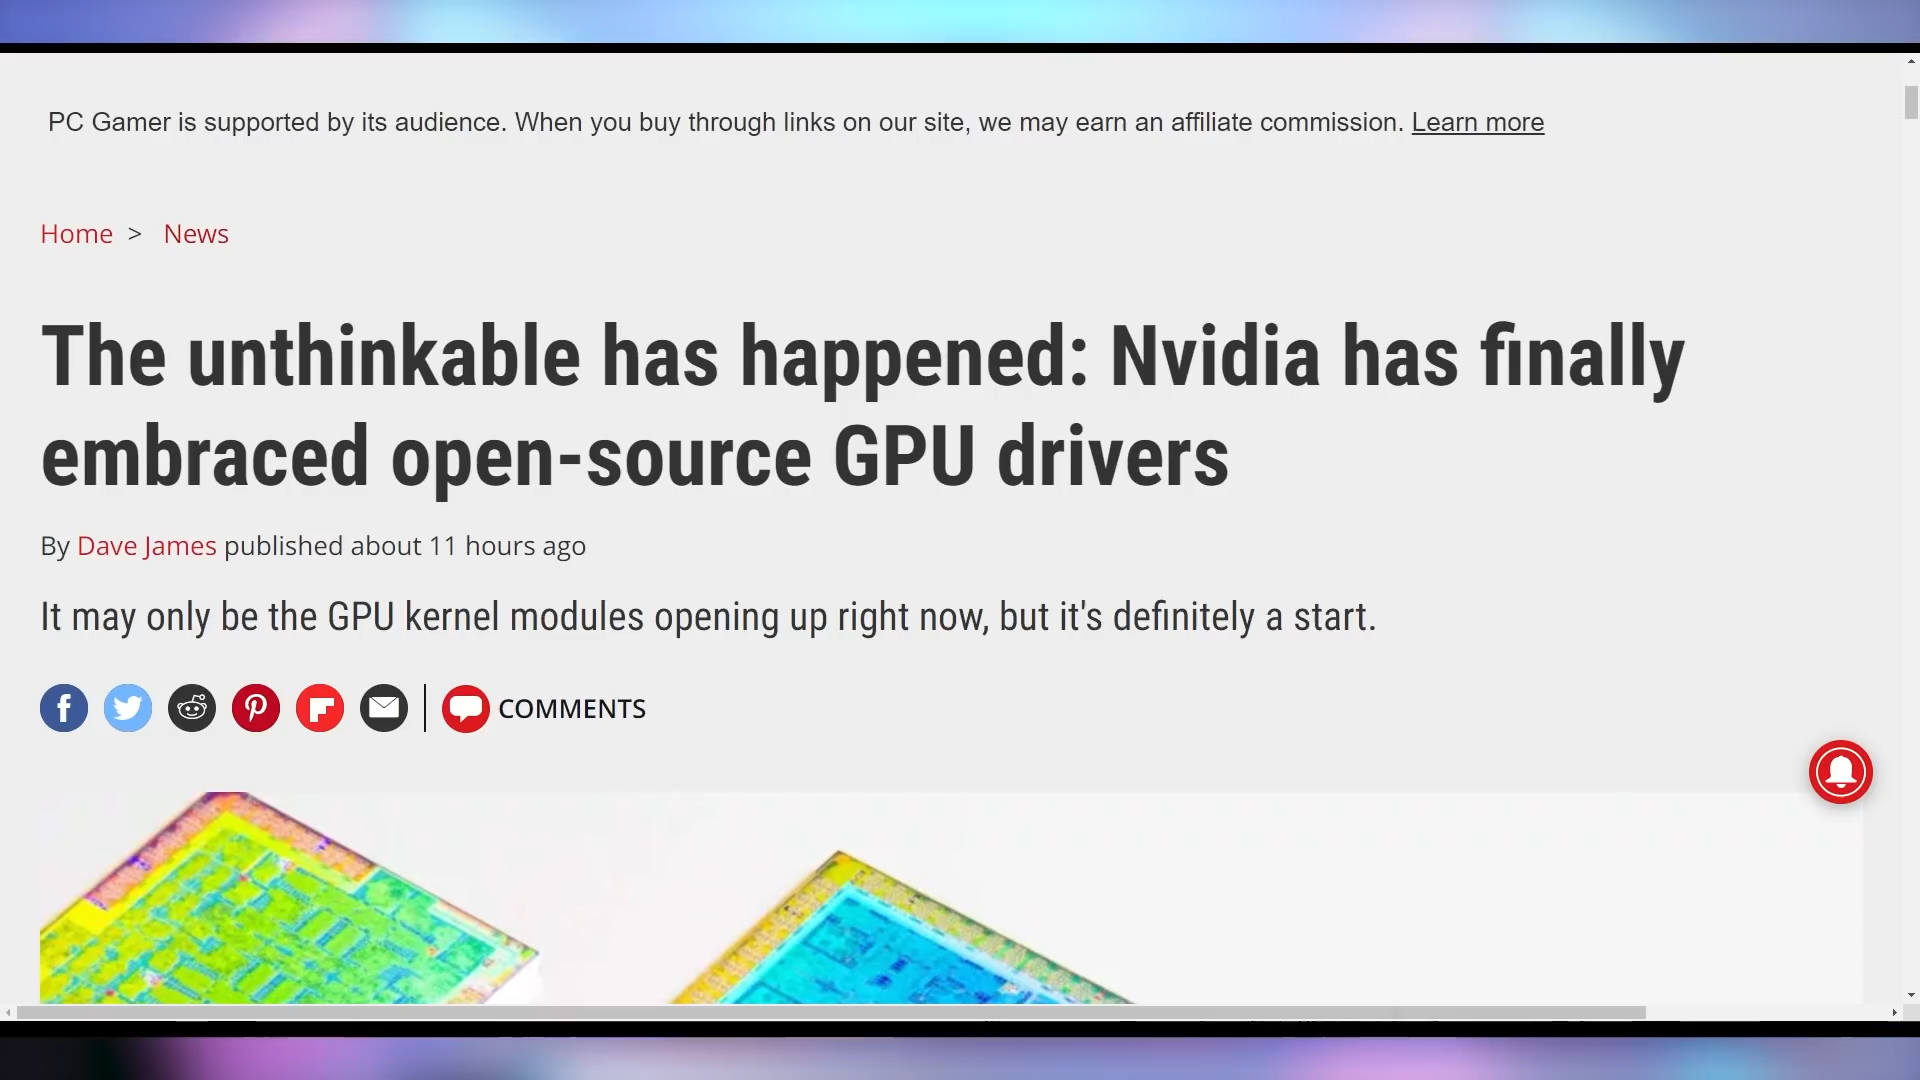 PC Gamer is supported by its audience. When you buy through links on our site, we may earn an affiliate commission. Learn more
Home > News
The unthinkable has happened: Nvidia has finally
embraced open-source GPU drivers
By Dave James published about 11 hours ago
It may only be the GPU kernel modules opening up right now, but it's definitely a start.
COMMENTS